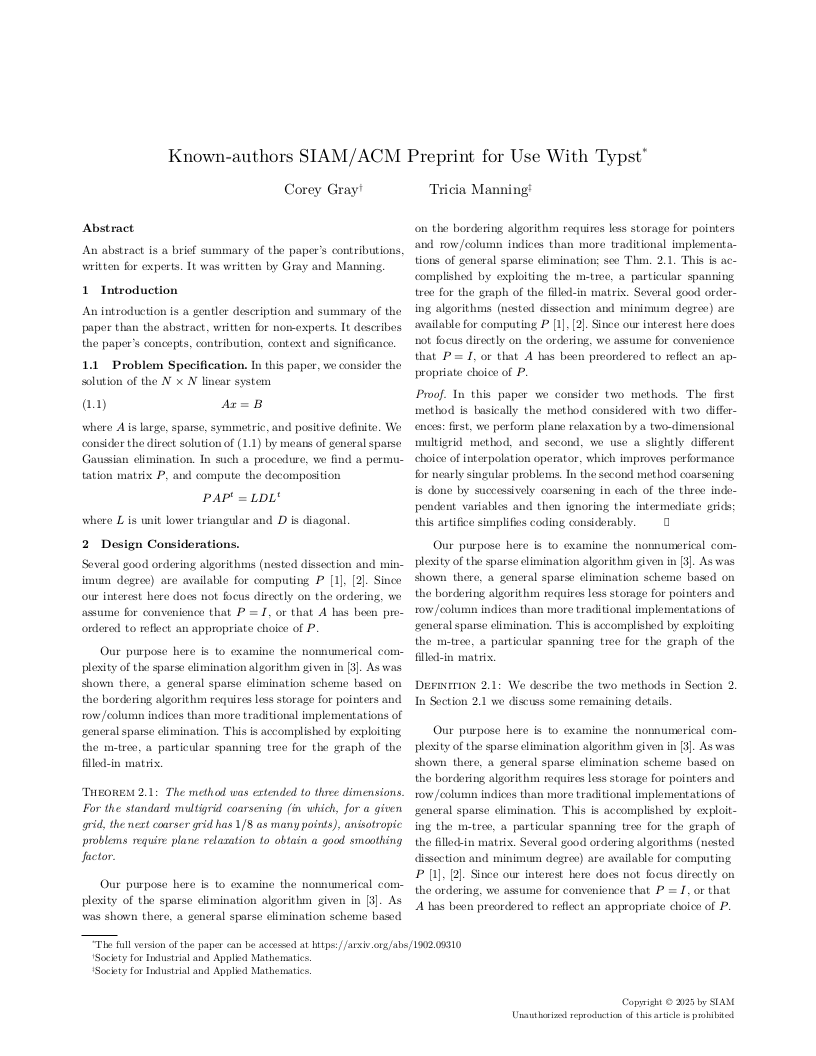 Known-authors SIAM/ACM Preprint for Use With Typst*
Corey Gray† Tricia Manning‡
Abstract
An abstract is a brief summary of the paper's contributions,
written for experts. It was written by Gray and Manning.
1 Introduction
An introduction is a gentler description and summary of the
paper than the abstract, written for non-experts. It describes
the paper's concepts, contribution, context and significance.
1.1 Problem Specification. In this paper, we consider the
solution of the N × N linear system
(1.1) Ax = B
where A is large, sparse, symmetric, and positive definite. We
consider the direct solution of (1.1) by means of general sparse
Gaussian elimination. In such a procedure, we find a permu-
tation matrix P, and compute the decomposition
PAPᵗ = LDLᵗ
where L is unit lower triangular and D is diagonal.
2 Design Considerations.
Several good ordering algorithms (nested dissection and min-
imum degree) are available for computing P [1], [2]. Since
our interest here does not focus directly on the ordering, we
assume for convenience that P = I, or that A has been pre-
ordered to reflect an appropriate choice of P.
Our purpose here is to examine the nonnumerical com-
plexity of the sparse elimination algorithm given in [3]. As was
shown there, a general sparse elimination scheme based on
the bordering algorithm requires less storage for pointers and
row/column indices than more traditional implementations of
general sparse elimination. This is accomplished by exploiting
the m-tree, a particular spanning tree for the graph of the
filled-in matrix.
Theorem 2.1: The method was extended to three dimensions.
For the standard multigrid coarsening (in which, for a given
grid, the next coarser grid has 1/8 as many points), anisotropic
problems require plane relaxation to obtain a good smoothing
factor.
Our purpose here is to examine the nonnumerical com-
plexity of the sparse elimination algorithm given in [3]. As
was shown there, a general sparse elimination scheme based
on the bordering algorithm requires less storage for pointers
and row/column indices than more traditional implementa-
tions of general sparse elimination; see Thm. 2.1. This is ac-
complished by exploiting the m-tree, a particular spanning
tree for the graph of the filled-in matrix. Several good order-
ing algorithms (nested dissection and minimum degree) are
available for computing P [1], [2]. Since our interest here does
not focus directly on the ordering, we assume for convenience
that P = I, or that A has been preordered to reflect an ap-
propriate choice of P.
Proof. In this paper we consider two methods. The first
method is basically the method considered with two differ-
ences: first, we perform plane relaxation by a two-dimensional
multigrid method, and second, we use a slightly different
choice of interpolation operator, which improves performance
for nearly singular problems. In the second method coarsening
is done by successively coarsening in each of the three inde-
pendent variables and then ignoring the intermediate grids;
this artifice simplifies coding considerably. ▯
Our purpose here is to examine the nonnumerical com-
plexity of the sparse elimination algorithm given in [3]. As was
shown there, a general sparse elimination scheme based on
the bordering algorithm requires less storage for pointers and
row/column indices than more traditional implementations of
general sparse elimination. This is accomplished by exploiting
the m-tree, a particular spanning tree for the graph of the
filled-in matrix.
Definition 2.1: We describe the two methods in Section 2.
In Section 2.1 we discuss some remaining details.
Our purpose here is to examine the nonnumerical com-
plexity of the sparse elimination algorithm given in [3]. As was
shown there, a general sparse elimination scheme based on
the bordering algorithm requires less storage for pointers and
row/column indices than more traditional implementations of
general sparse elimination. This is accomplished by exploit-
ing the m-tree, a particular spanning tree for the graph of
the filled-in matrix. Several good ordering algorithms (nested
dissection and minimum degree) are available for computing
P [1], [2]. Since our interest here does not focus directly on
the ordering, we assume for convenience that P = I, or that
A has been preordered to reflect an appropriate choice of P.
*The full version of the paper can be accessed at https://arxiv.org/abs/1902.09310
†Society for Industrial and Applied Mathematics.
‡Society for Industrial and Applied Mathematics.
Copyright © 2025 by SIAM
Unauthorized reproduction of this article is prohibited